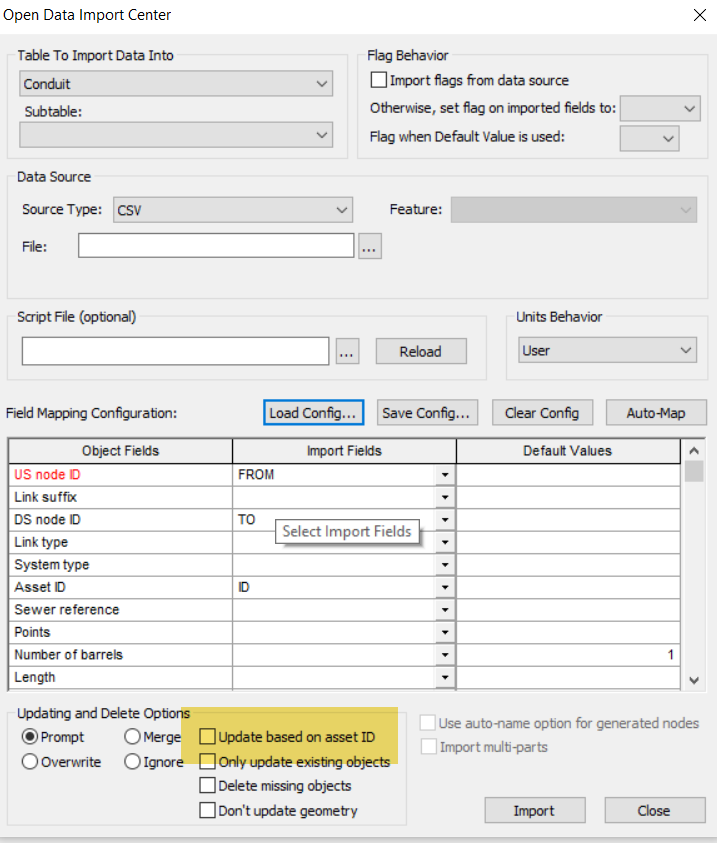 Open Data Import Center
Table To Import Data Into
Conduit
Subtable:
Flag Behavior
Import flags from data source
Otherwise, set flag on imported fields to:
Flag when Default Value is used:
Data Source
Source Type: CSV
Feature:
File:
...
Script File (optional)
...
Reload
Units Behavior
User
Field Mapping Configuration: Load Config... Save Config... Clear Config Auto-Map
Object Fields Import Fields Default Values
US node ID FROM
Link suffix
DS node ID TO
Select Import Fields
Link type
System type
Asset ID ID
Sewer reference
Points
Number of barrels 1
Length
Updating and Delete Options
Prompt Merge Update based on asset ID
Overwrite Ignore Only update existing objects
Delete missing objects
Don't update geometry
Use auto-name option for generated nodes
Import multi-parts
Import Close